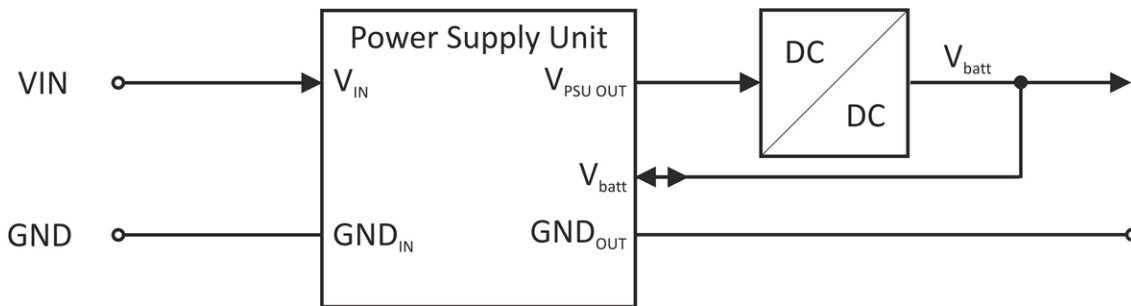 Power Supply Unit
VIN
V_IN
V_PSU OUT
DC
DC
V_batt
V_batt
GND
GND_IN
GND_OUT